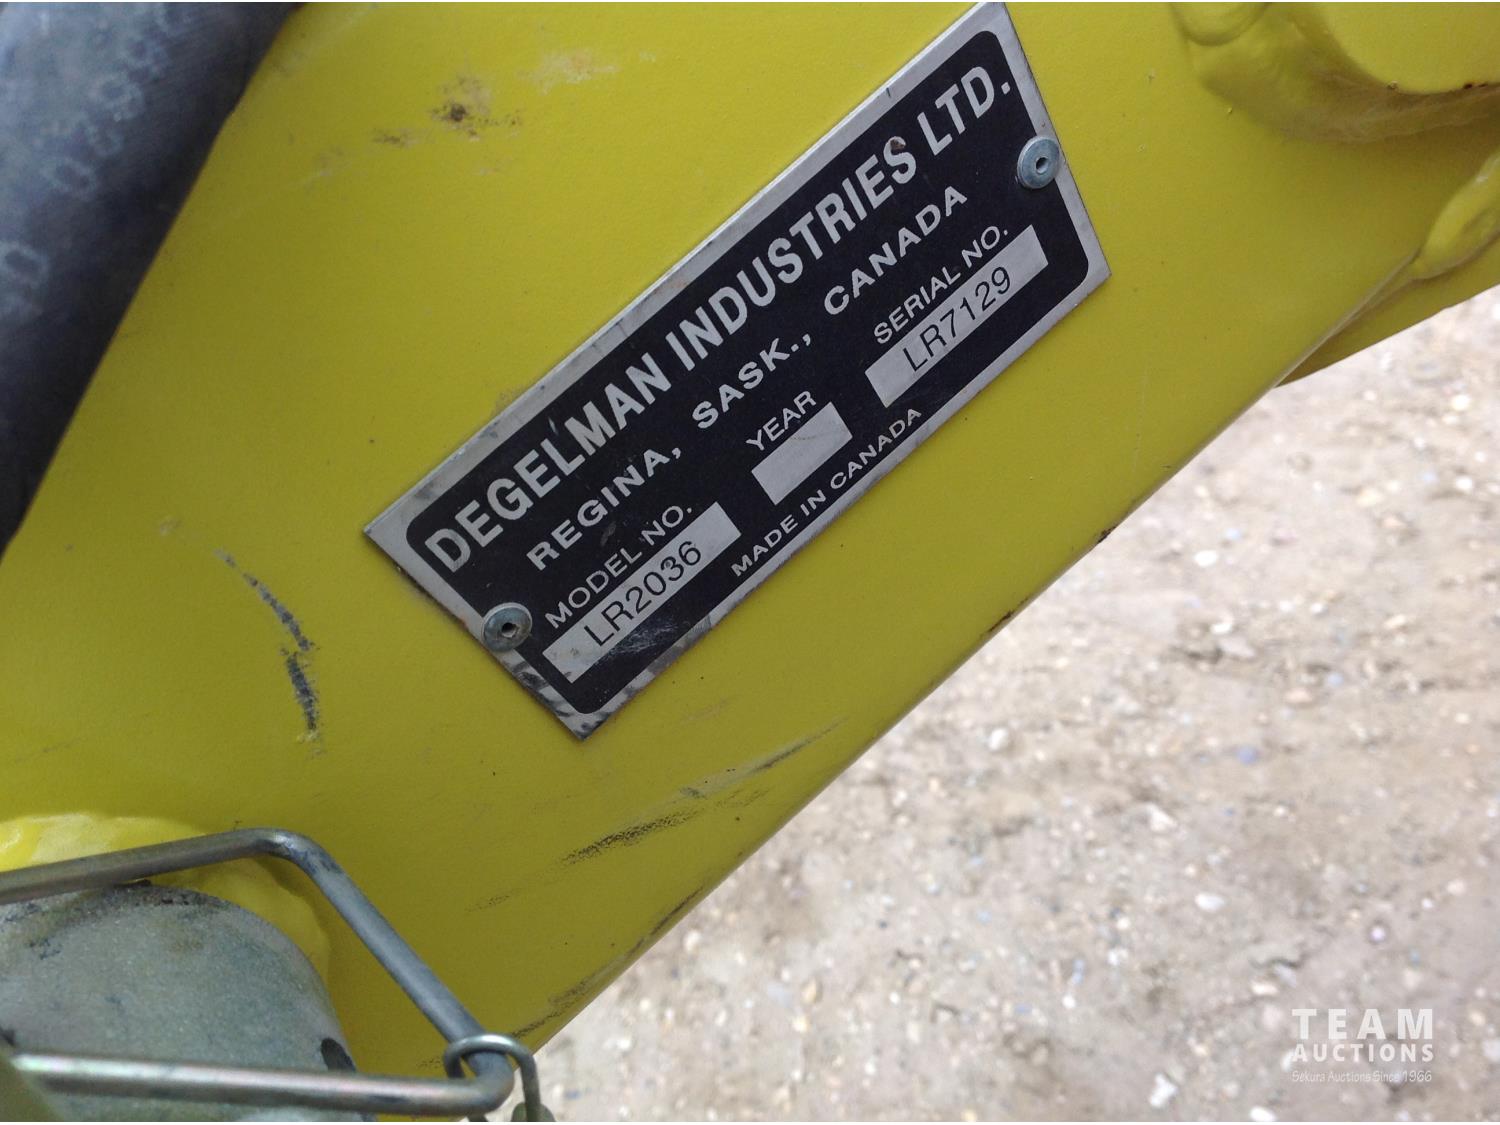 DEGELMAN INDUSTRIES LTD.
REGINA, SASK., CANADA
MODEL NO. YEAR SERIAL NO.
LR2036 LR7129
MADE IN CANADA
TEAM
AUCTIONS
Sekura Auctions Since 1966